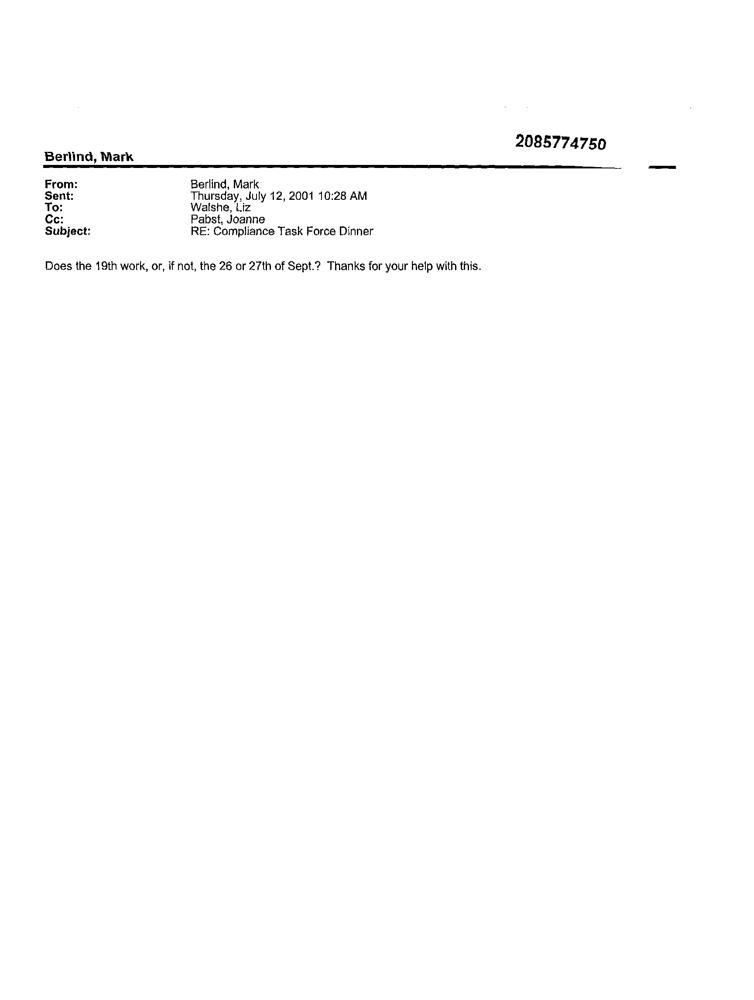 2085774750
Berlind, Mark
From: Berlind, Mark
Sent: Thursday, July 12, 2001 10:28 AM
To: Walshe, Liz
Cc: Pabst, Joanne
Subject: RE: Compliance Task Force Dinner
Does the 19th work, or, if not, the 26 or 27th of Sept.? Thanks for your help with this.